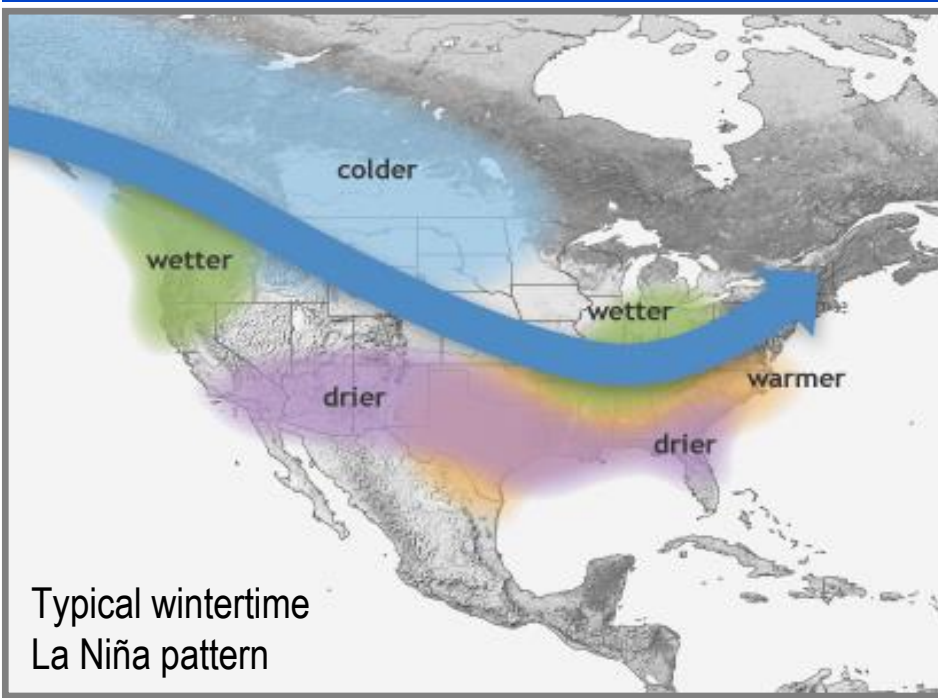 colder
wetter
wetter
warmer
drier
drier
Typical wintertime
La Niña pattern